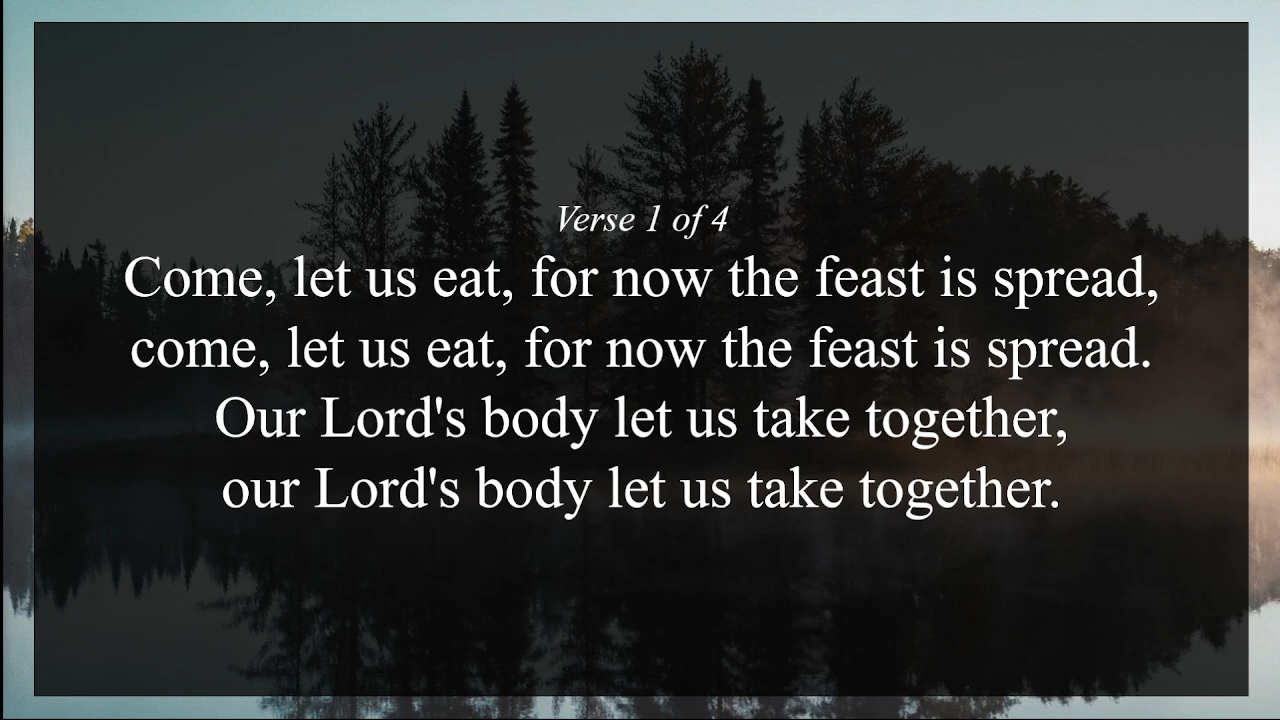 Verse 1 of 4
Come, let us eat, for now the feast is spread,
come, let us eat, for now the feast is spread.
Our Lord's body let us take together,
our Lord's body let us take together.